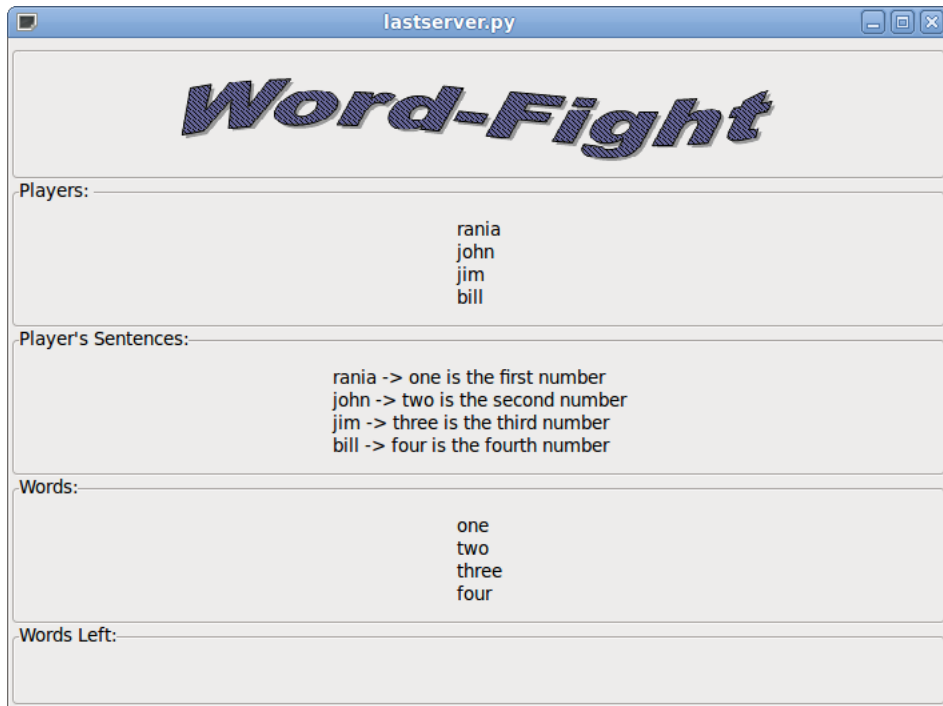 lastserver.py
Word-Fight
Players:
rania
john
jim
bill
Player's Sentences:
rania -> one is the first number
john -> two is the second number
jim -> three is the third number
bill -> four is the fourth number
Words:
one
two
three
four
Words Left: